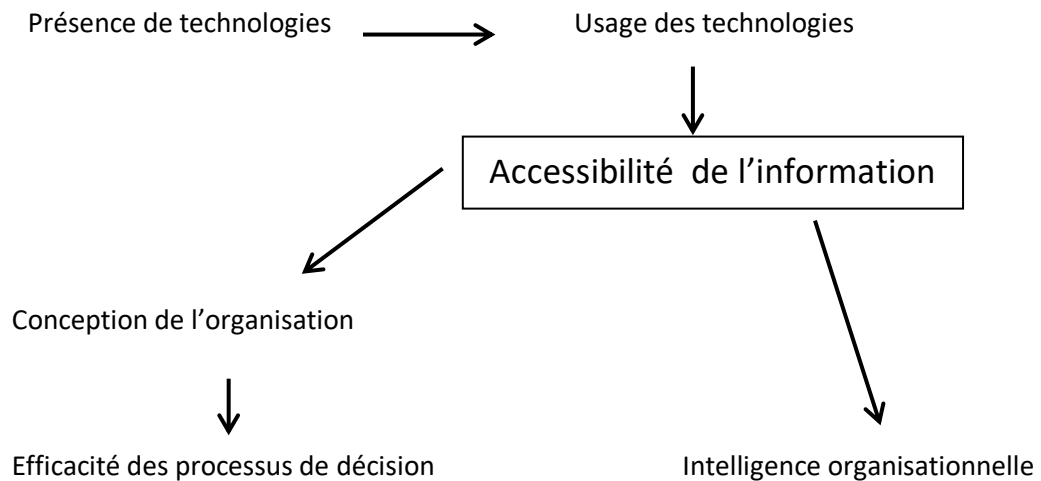 Présence de technologies
Usage des technologies
Accessibilité de l’information
Conception de l’organisation
Efficacité des processus de décision
Intelligence organisationnelle